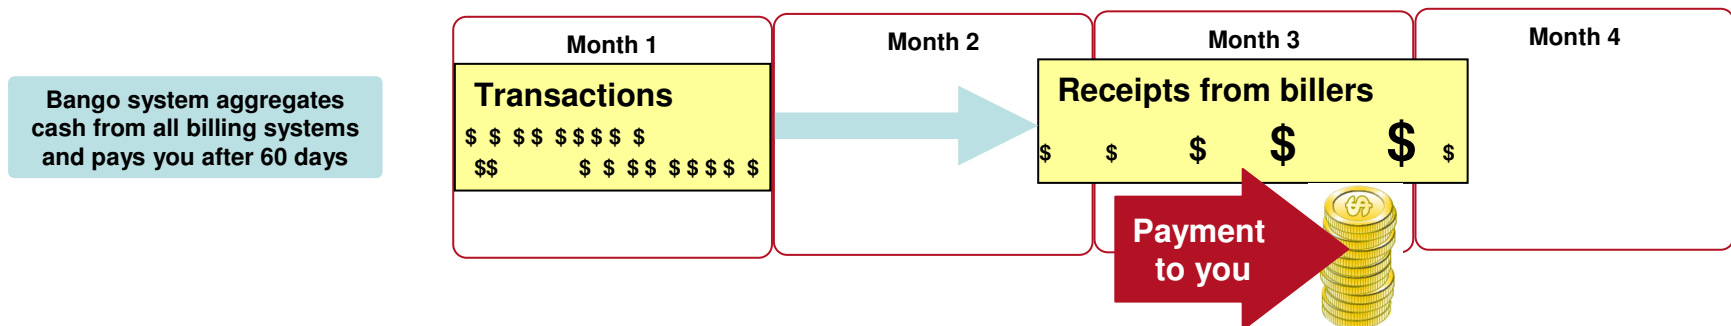 Bango system aggregates
cash from all billing systems
and pays you after 60 days
Month 1
Month 2
Month 3
Month 4
Transactions
$ $ $$ $$$$ $
$$ $ $ $$ $$$$ $
Receipts from billers
$ $ $ $ $ $
Payment
to you